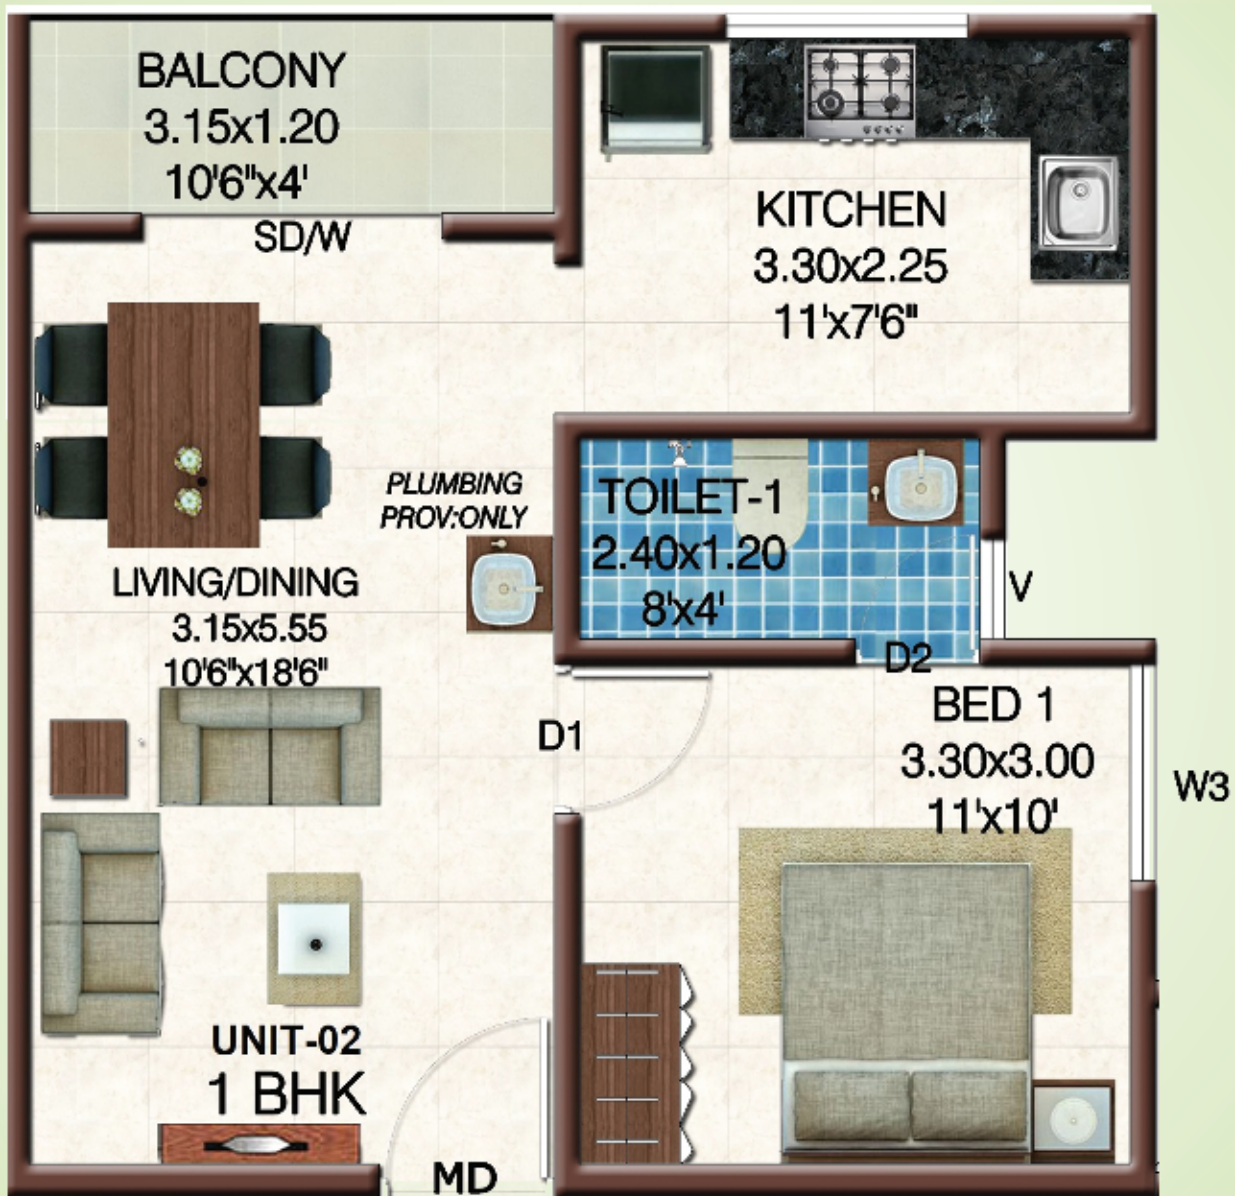 BALCONY
3.15x1.20
10'6"x4'
SD/W
KITCHEN
3.30x2.25
11'x7'6"
PLUMBING
PROV:ONLY
TOILET-1
2.40x1.20
8'x4'
V
D2
LIVING/DINING
3.15x5.55
10'6"x18'6"
D1
BED 1
3.30x3.00
11'x10'
W3
UNIT-02
1 BHK
MD